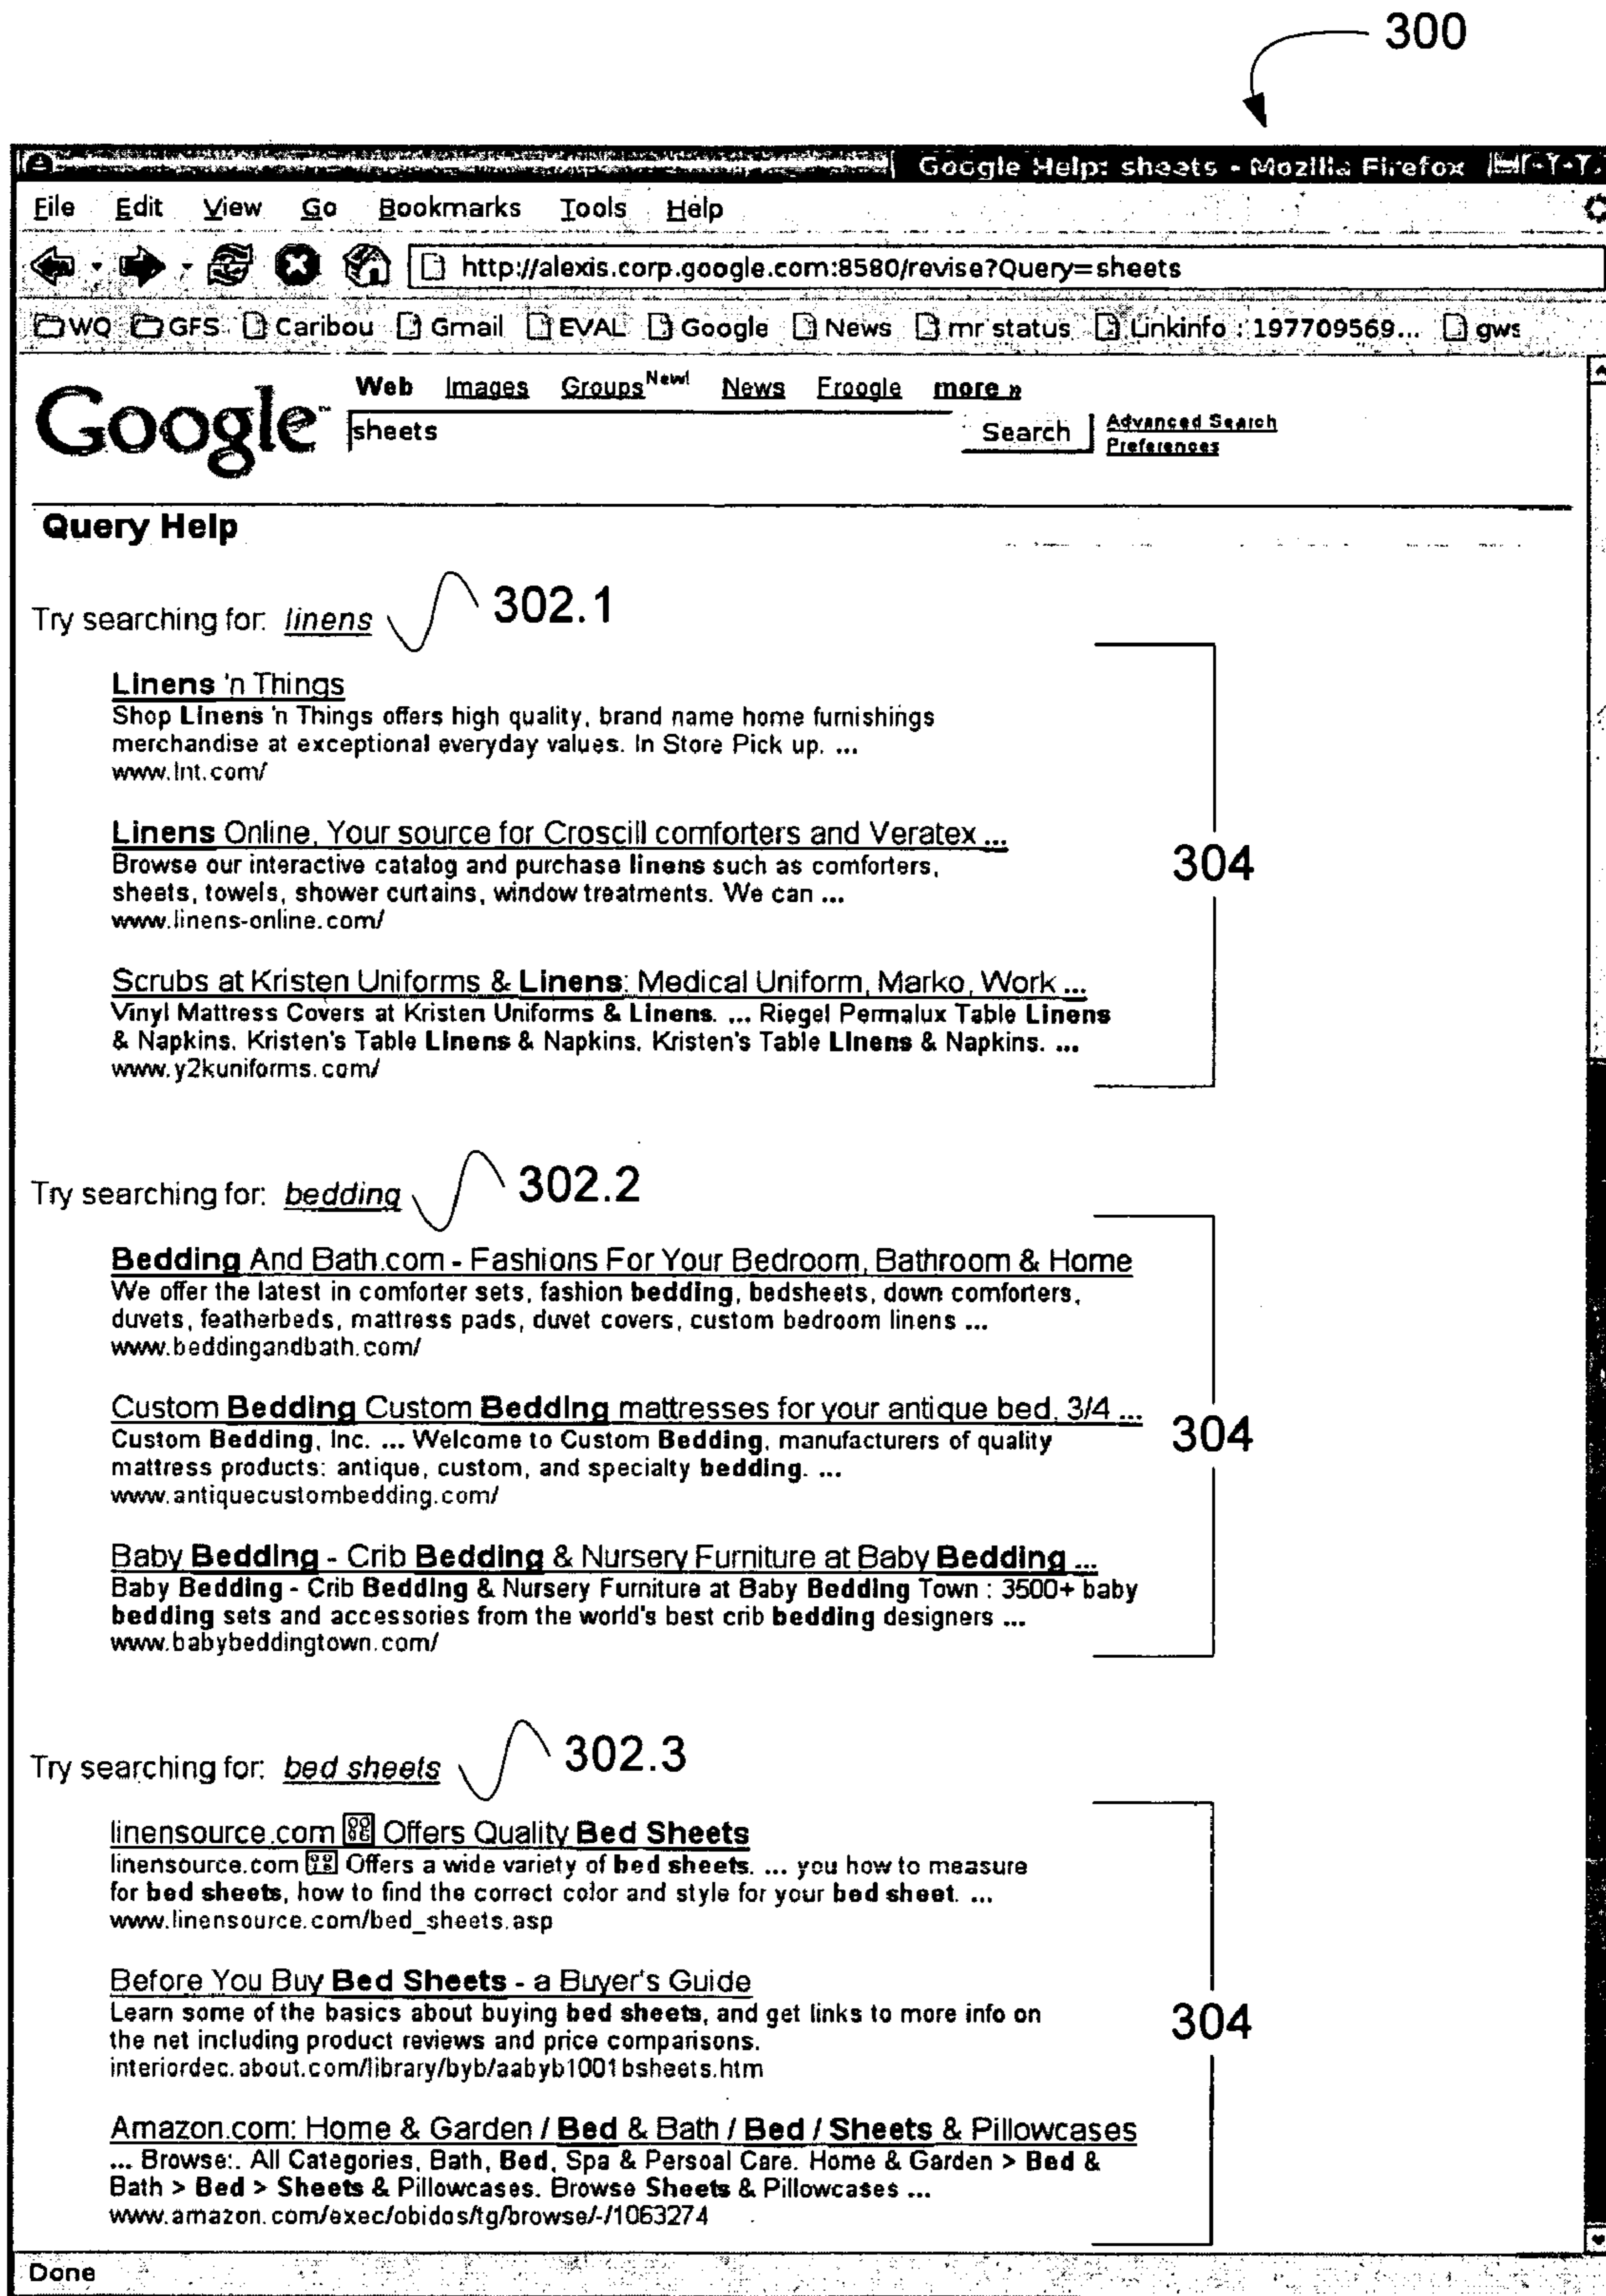 300
Google Help: sheets - Mozilla Firefox
File Edit View Go Bookmarks Tools Help
http://alexis.corp.google.com:8580/revise?Query=sheets
WQ GFS Caribou Gmail EVAL Google News mr status Linkinfo : 197709569... gws
Web Images Groups New! News Froogle more »
Google™ sheets Search Advanced Search
Preferences
Query Help
Try searching for: linens 302.1
Linens 'n Things
Shop Linens 'n Things offers high quality, brand name home furnishings
merchandise at exceptional everyday values. In Store Pick up. ...
www.lnt.com/
Linens Online, Your source for Croscill comforters and Veratex ...
Browse our interactive catalog and purchase linens such as comforters,
304
sheets, towels, shower curtains, window treatments. We can ...
www.linens-online.com/
Scrubs at Kristen Uniforms & Linens: Medical Uniform, Marko, Work ...
Vinyl Mattress Covers at Kristen Uniforms & Linens. ... Riegel Permalux Table Linens
& Napkins. Kristen's Table Linens & Napkins. Kristen's Table Linens & Napkins. ...
www.y2kuniforms.com/
Try searching for: bedding 302.2
Bedding And Bath.com - Fashions For Your Bedroom, Bathroom & Home
We offer the latest in comforter sets, fashion bedding, bedsheets, down comforters,
duvets, featherbeds, mattress pads, duvet covers, custom bedroom linens ...
www.beddingandbath.com/
Custom Bedding Custom Bedding mattresses for your antique bed, 3/4 ...
Custom Bedding, Inc. ... Welcome to Custom Bedding, manufacturers of quality
304
mattress products: antique, custom, and specialty bedding. ...
www.antiquecustombedding.com/
Baby Bedding - Crib Bedding & Nursery Furniture at Baby Bedding ...
Baby Bedding - Crib Bedding & Nursery Furniture at Baby Bedding Town : 3500+ baby
bedding sets and accessories from the world's best crib bedding designers ...
www.babybeddingtown.com/
Try searching for: bed sheets 302.3
linensource.com Offers Quality Bed Sheets
linensource.com Offers a wide variety of bed sheets. ... you how to measure
for bed sheets, how to find the correct color and style for your bed sheet. ...
www.linensource.com/bed_sheets.asp
Before You Buy Bed Sheets - a Buyer's Guide
Learn some of the basics about buying bed sheets, and get links to more info on
304
the net including product reviews and price comparisons.
interiordec.about.com/library/byb/aabyb1001bsheets.htm
Amazon.com: Home & Garden / Bed & Bath / Bed / Sheets & Pillowcases
... Browse:. All Categories, Bath, Bed, Spa & Persoal Care. Home & Garden > Bed &
Bath > Bed > Sheets & Pillowcases. Browse Sheets & Pillowcases ...
www.amazon.com/exec/obidos/tg/browse/-/1063274
Done